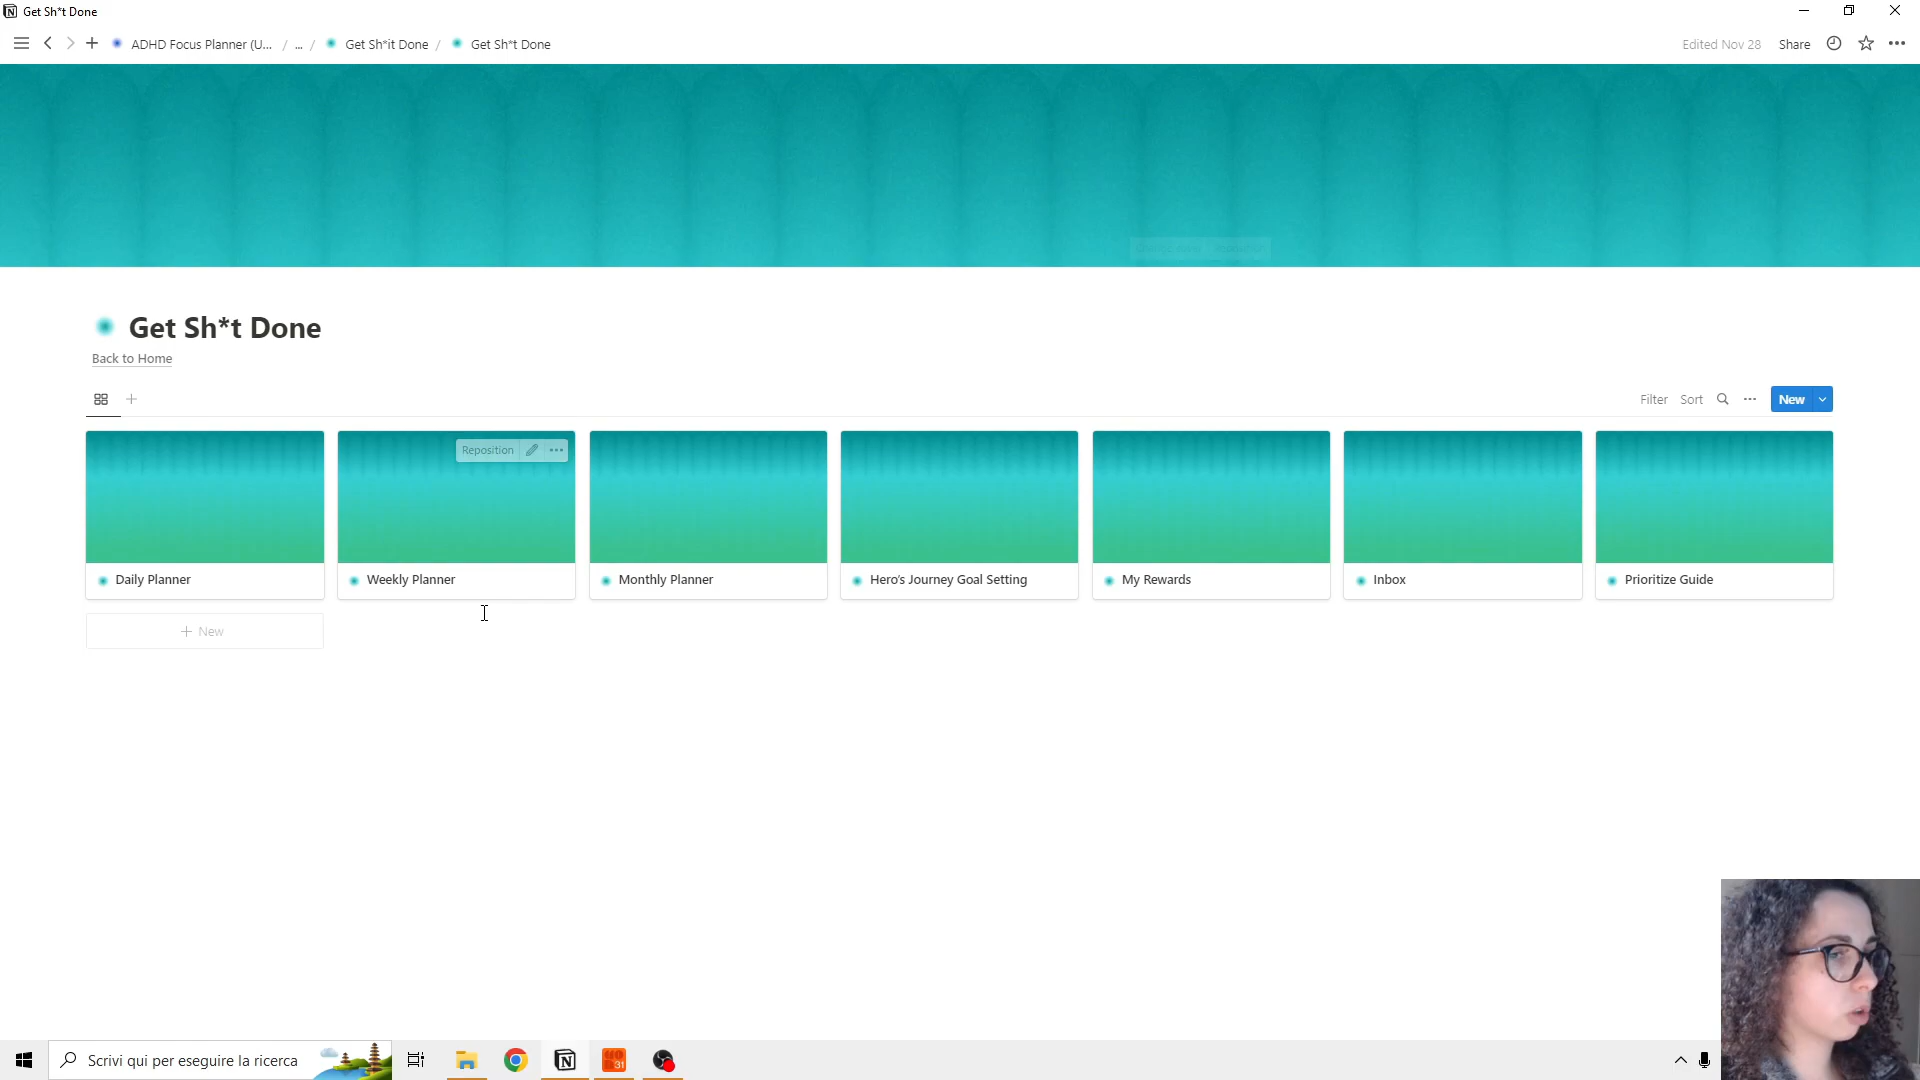 Get Sh*t Done
ADHD Focus Planner (U... / ... / Get Sh*it Done / Get Sh*t Done
Edited Nov 28 Share
Get Sh*t Done
Back to Home
Filter Sort New
Reposition
Daily Planner Weekly Planner Monthly Planner Hero's Journey Goal Setting My Rewards Inbox Prioritize Guide
New
Scrivi qui per eseguire la ricerca
31